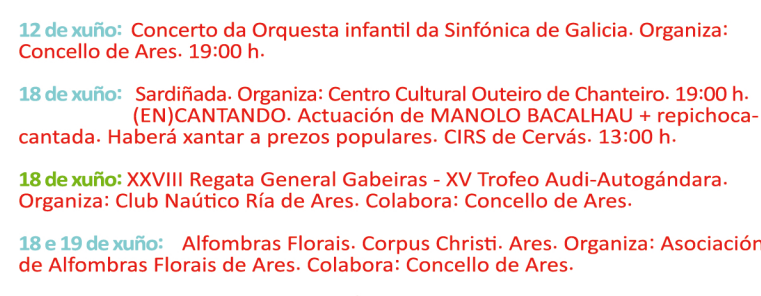 12 de xuño: Concerto da Orquesta infantil da Sinfónica de Galicia. Organiza:
Concello de Ares. 19:00 h.
18 de xuño: Sardiñada. Organiza: Centro Cultural Outeiro de Chanteiro. 19:00 h.
(EN)CANTANDO. Actuación de MANOLO BACALHAU + repichoca-
cantada. Haberá xantar a prezos populares. CIRS de Cervás. 13:00 h.
18 de xuño: XXVIII Regata General Gabeiras - XV Trofeo Audi-Autogándara.
Organiza: Club Naútico Ría de Ares. Colabora: Concello de Ares.
18 e 19 de xuño: Alfombras Florais. Corpus Christi. Ares. Organiza: Asociación
de Alfombras Florais de Ares. Colabora: Concello de Ares.